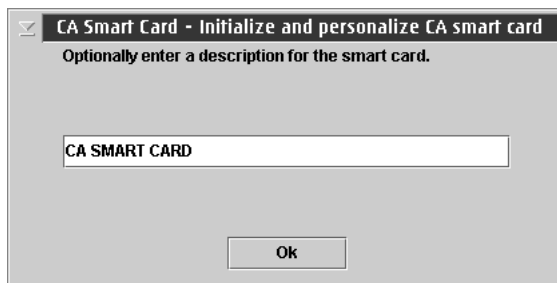 CA Smart Card - Initialize and personalize CA smart card
Optionally enter a description for the smart card.
CA SMART CARD
Ok